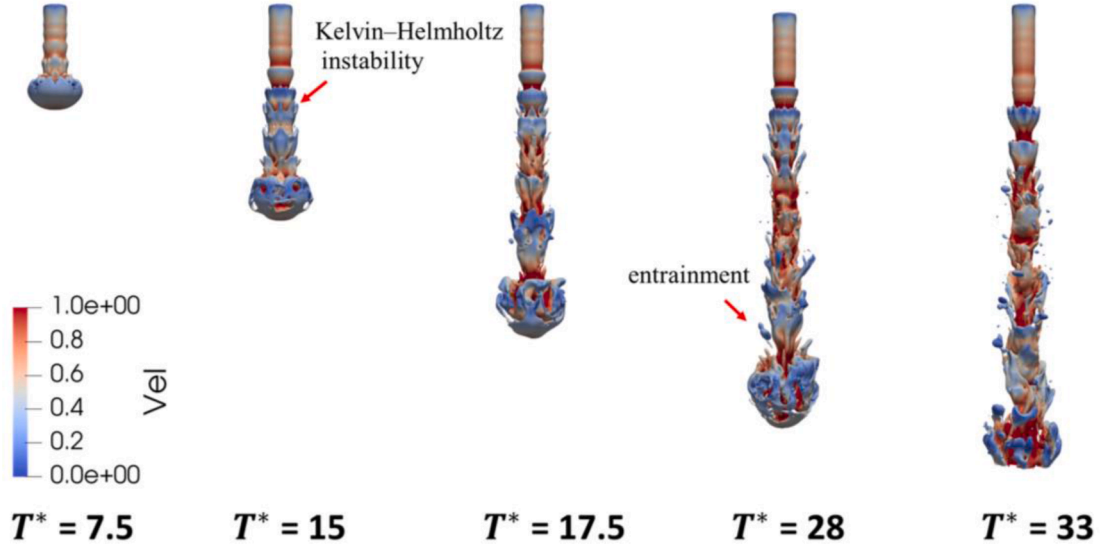 Kelvin–Helmholtz
instability
entrainment
1.0e+00
0.8
0.6
0.4
0.2
0.0e+00
Vel
T* = 7.5
T* = 15
T* = 17.5
T* = 28
T* = 33